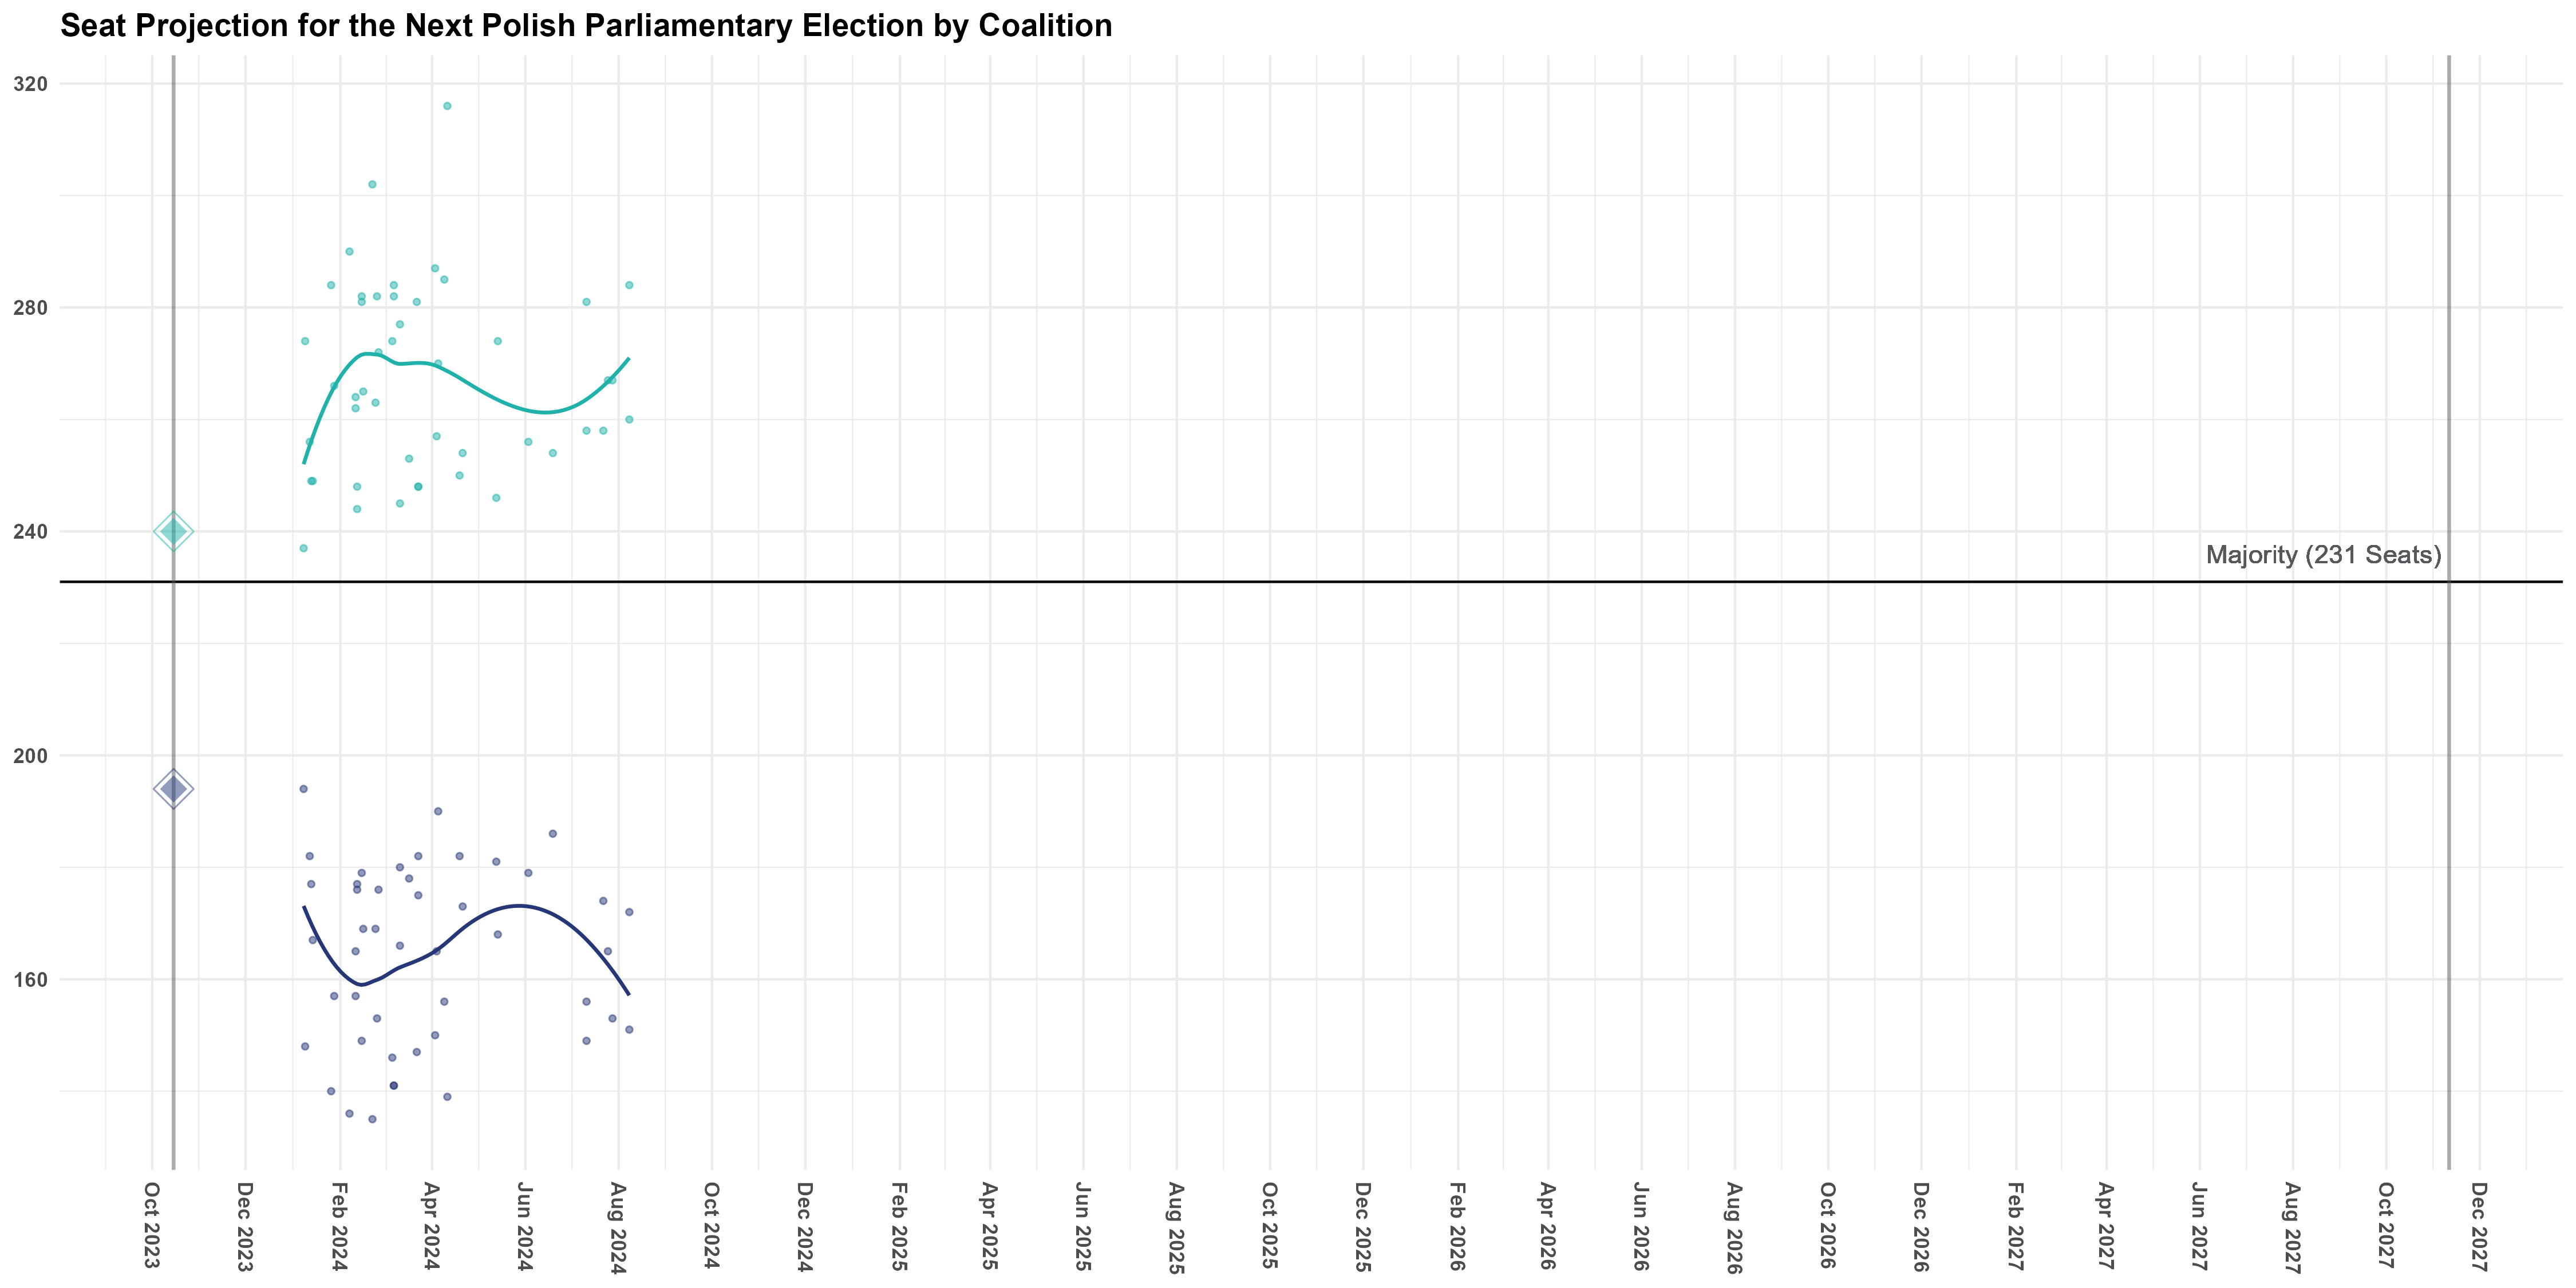 Seat Projection for the Next Polish Parliamentary Election by Coalition
320
280
240
200
160
Majority (231 Seats)
Oct 2023
Dec 2023
Feb 2024
Apr 2024
Jun 2024
Aug 2024
Oct 2024
Dec 2024
Feb 2025
Apr 2025
Jun 2025
Aug 2025
Oct 2025
Dec 2025
Feb 2026
Apr 2026
Jun 2026
Aug 2026
Oct 2026
Dec 2026
Feb 2027
Apr 2027
Jun 2027
Aug 2027
Oct 2027
Dec 2027